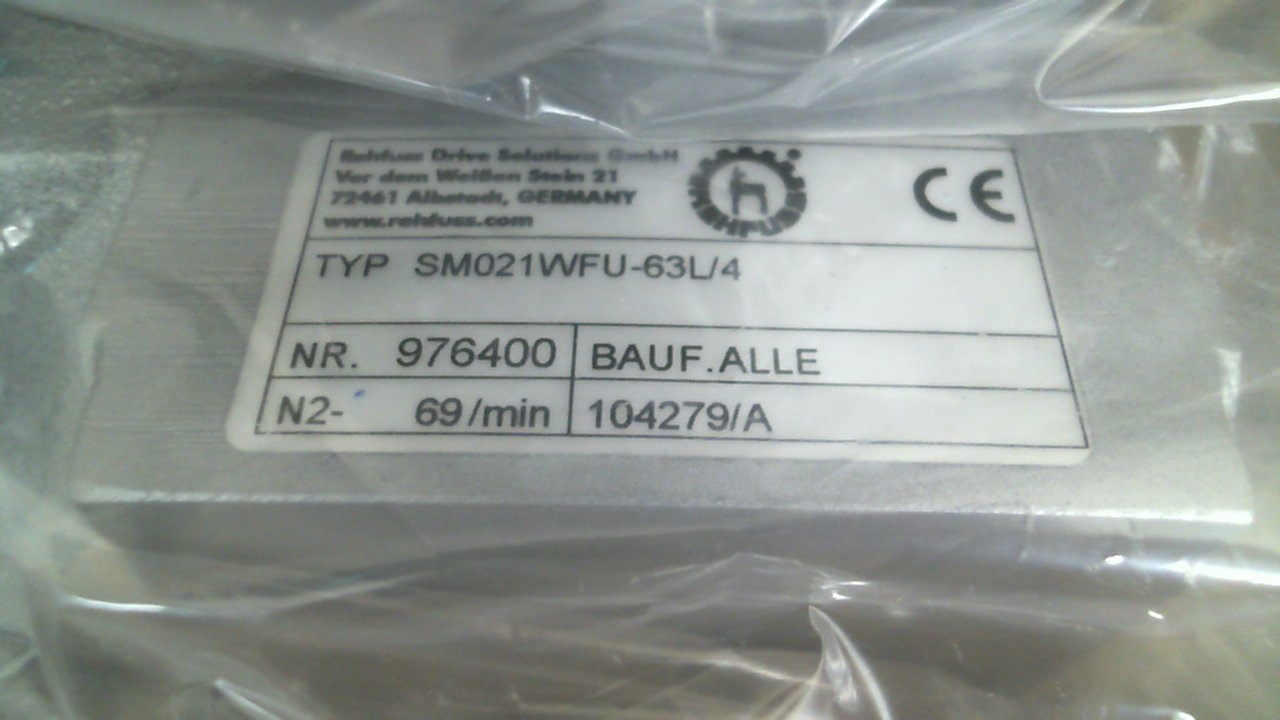 Rehfuss Drive Solutions GmbH
Vor dem Weißen Stein 21
72461 Albstadt, GERMANY
www.rehfuss.com
REHFUSS
CE
TYP SM021WFU-63L/4
NR. 976400 BAUF.ALLE
N2- 69/min 104279/A